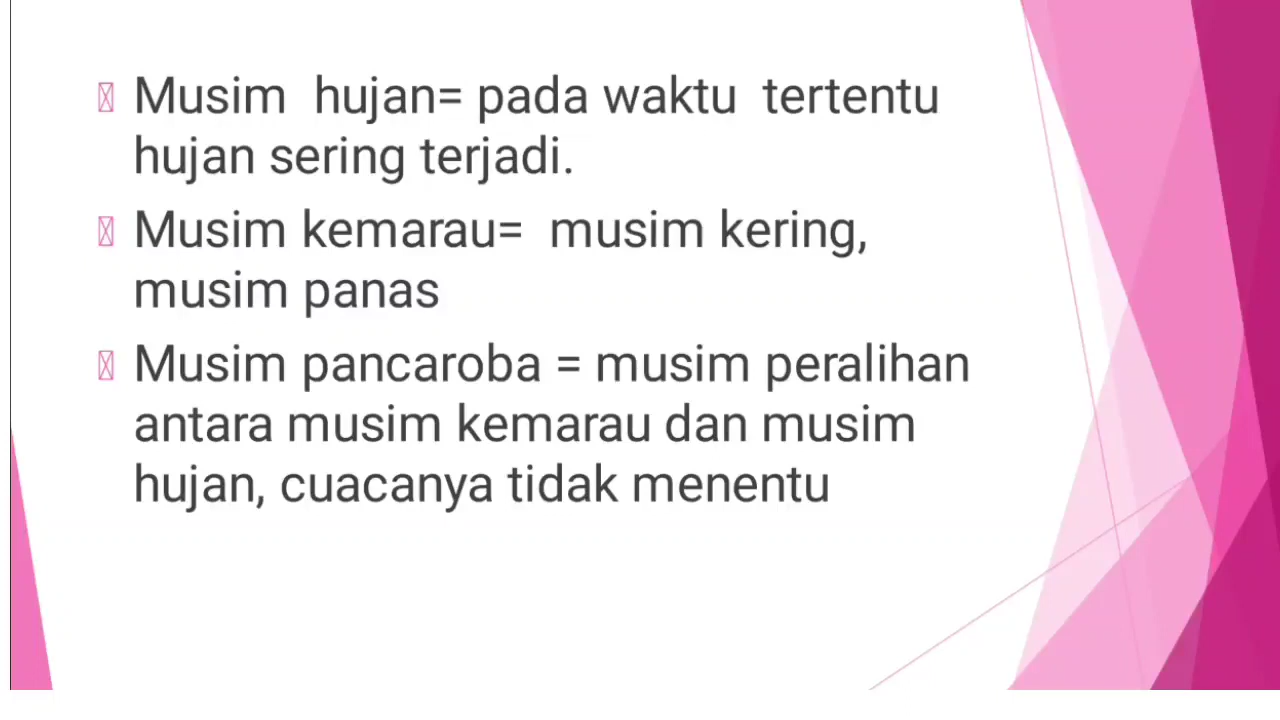 Musim  hujan= pada waktu  tertentu
hujan sering terjadi.
Musim kemarau=  musim kering,
musim panas
Musim pancaroba = musim peralihan
antara musim kemarau dan musim
hujan, cuacanya tidak menentu